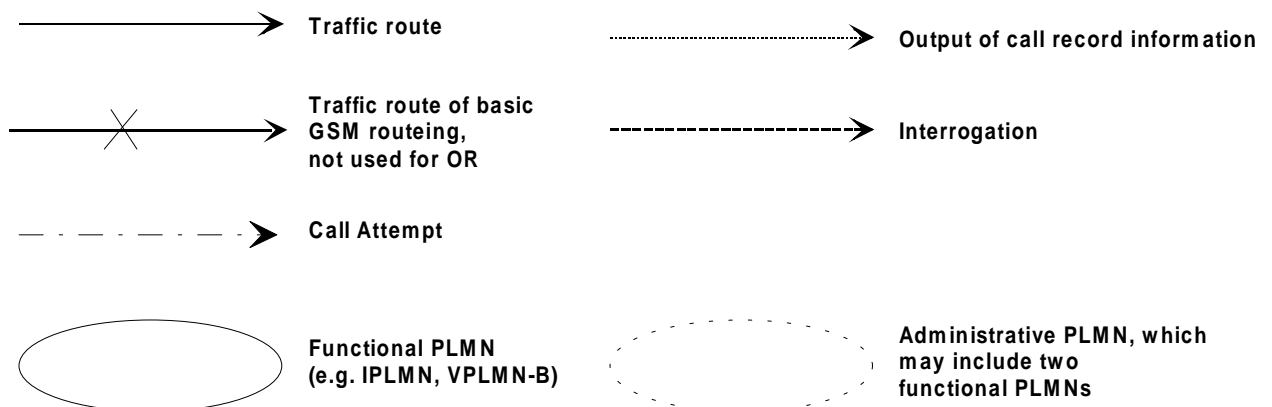 Traffic route
Output of call record information
Traffic route of basic
GSM routeing,
not used for OR
Interrogation
Call Attempt
Functional PLMN
(e.g. IPLMN, VPLMN-B)
Administrative PLMN, which
may include two
functional PLMNs